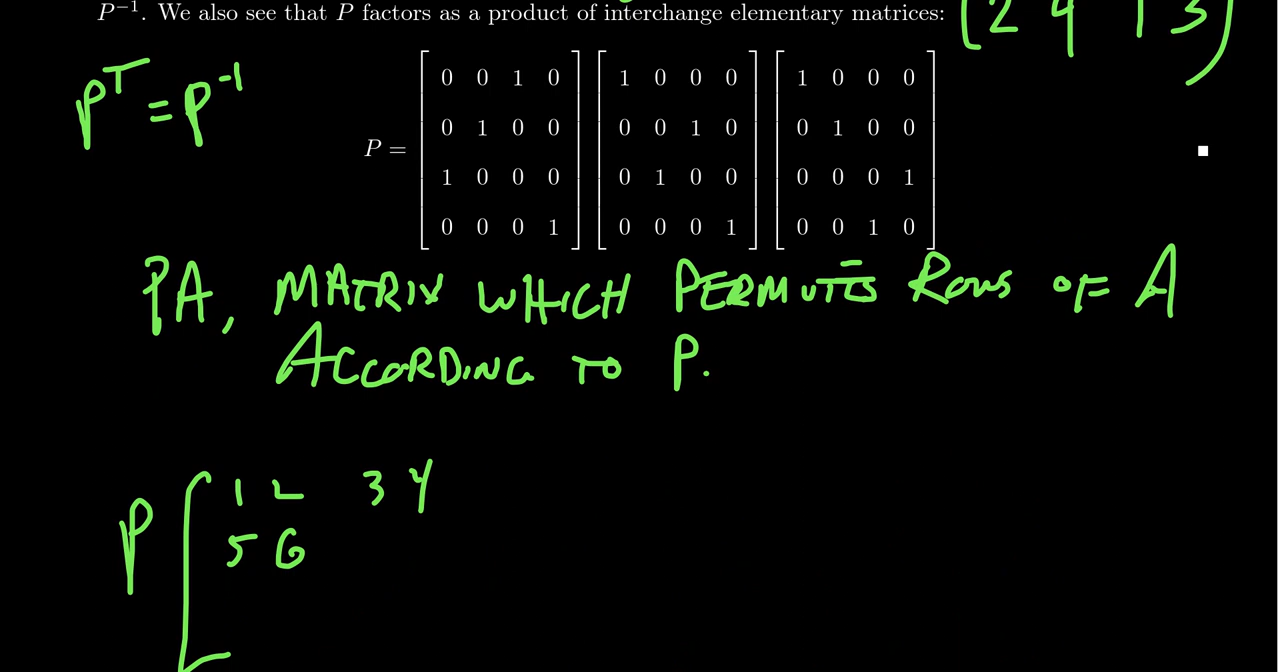 P⁻¹. We also see that P factors as a product of interchange elementary matrices:
(2 4 1 3)
Pᵀ = P⁻¹
P =
[0 0 1 0] [1 0 0 0] [1 0 0 0]
[0 1 0 0] [0 0 1 0] [0 1 0 0]
[1 0 0 0] [0 1 0 0] [0 0 0 1]
[0 0 0 1] [0 0 0 1] [0 0 1 0]
PA, MATRIX WHICH PERMUTES ROWS OF A
ACCORDING TO P.
P [ 1 2 3 4
5 6